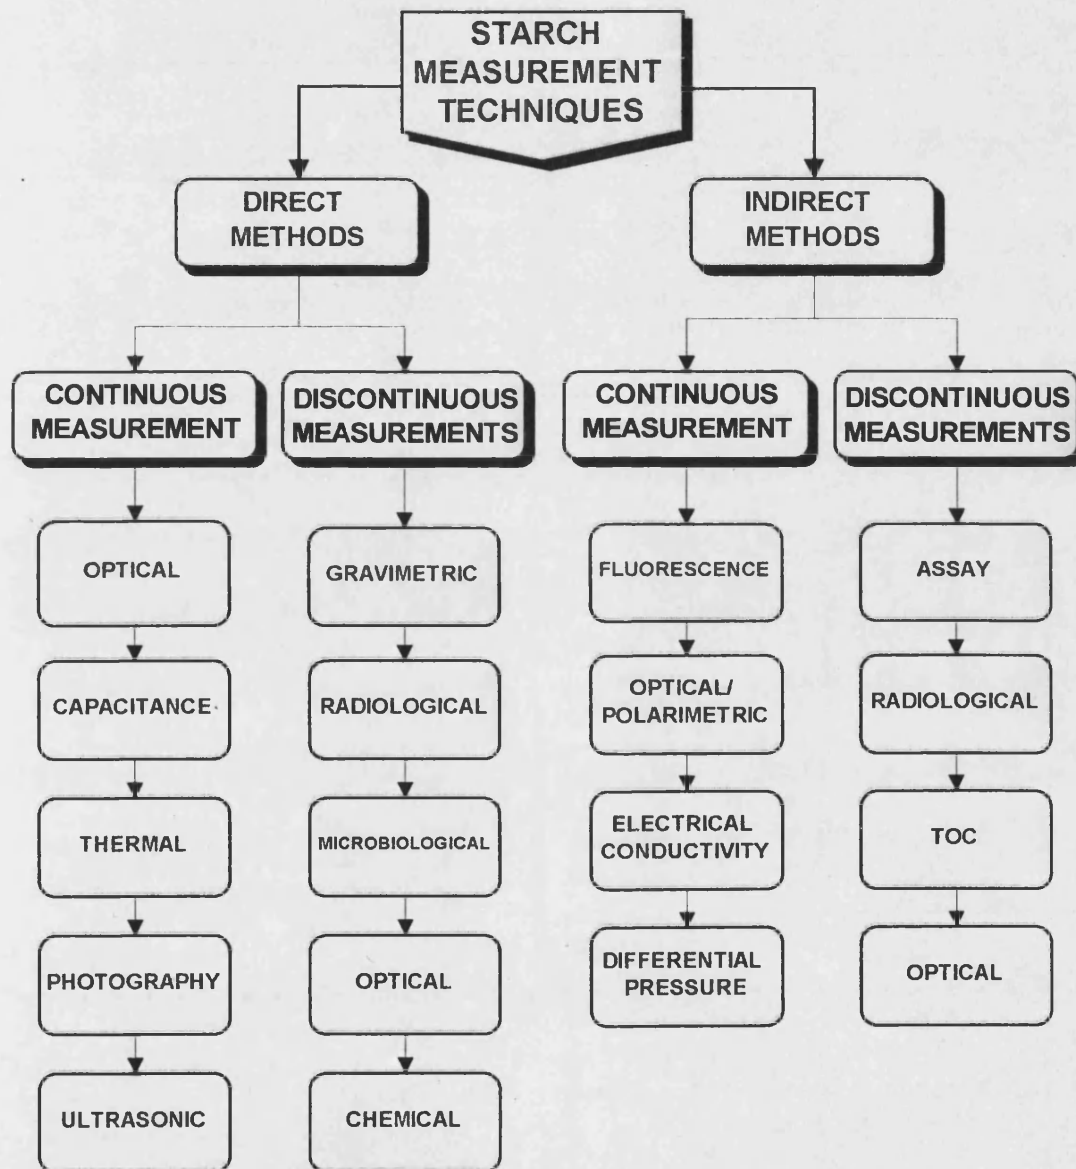 STARCH
MEASUREMENT
TECHNIQUES
DIRECT
METHODS
INDIRECT
METHODS
CONTINUOUS
MEASUREMENT
DISCONTINUOUS
MEASUREMENTS
CONTINUOUS
MEASUREMENT
DISCONTINUOUS
MEASUREMENTS
OPTICAL
CAPACITANCE
THERMAL
PHOTOGRAPHY
ULTRASONIC
GRAVIMETRIC
RADIOLOGICAL
MICROBIOLOGICAL
OPTICAL
CHEMICAL
FLUORESCENCE
OPTICAL/
POLARIMETRIC
ELECTRICAL
CONDUCTIVITY
DIFFERENTIAL
PRESSURE
ASSAY
RADIOLOGICAL
TOC
OPTICAL